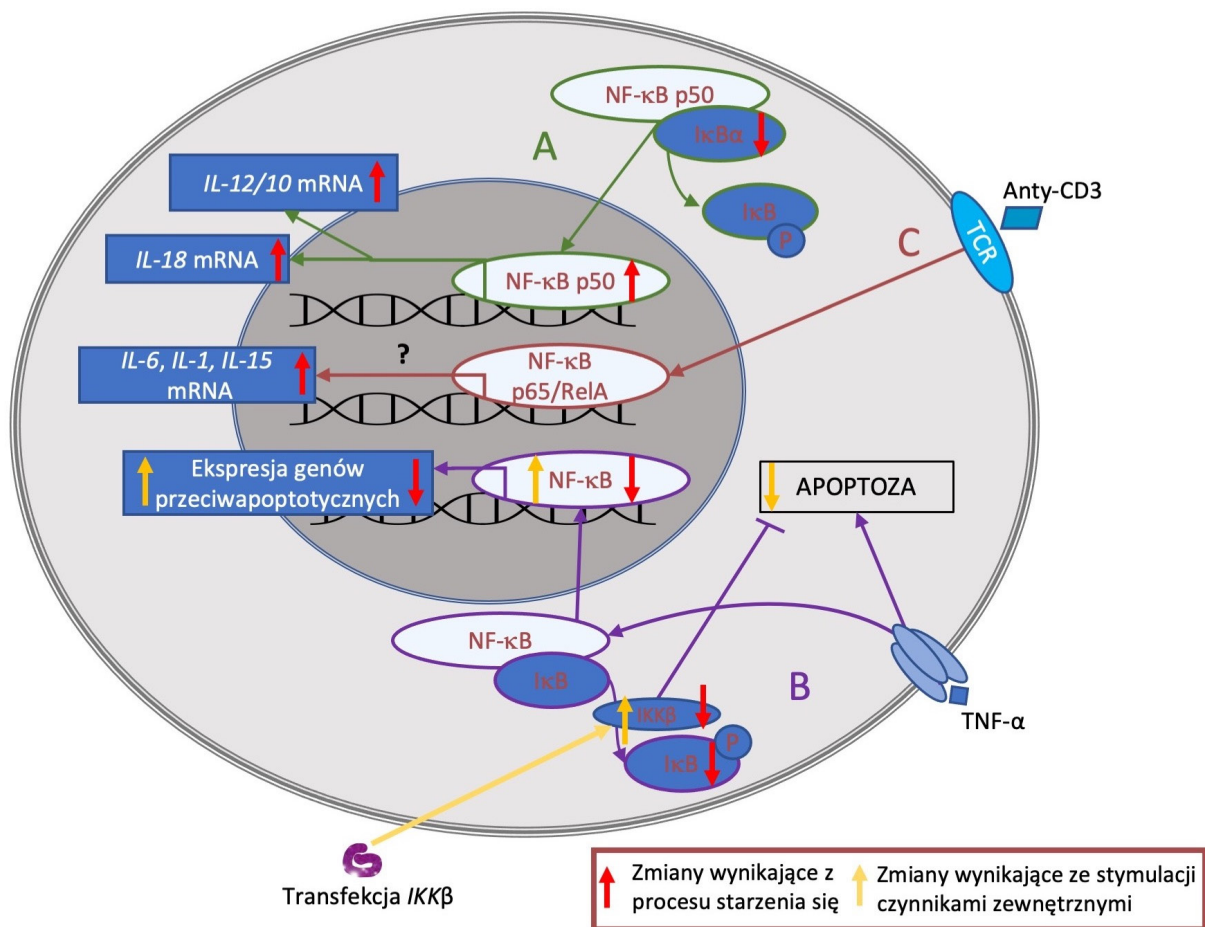 NF-κB p50
IκBα
A
IL-12/10 mRNA
IκB
P
Anty-CD3
TCR
C
IL-18 mRNA
NF-κB p50
?
IL-6, IL-1, IL-15
mRNA
NF-κB
p65/RelA
Ekspresja genów
przeciwapoptotycznych
NF-κB
APOPTOZA
NF-κB
IκB
B
IKKβ
P
IκB
TNF-α
Transfekcja IKKβ
Zmiany wynikające z
procesu starzenia się
Zmiany wynikające ze stymulacji
czynnikami zewnętrznymi